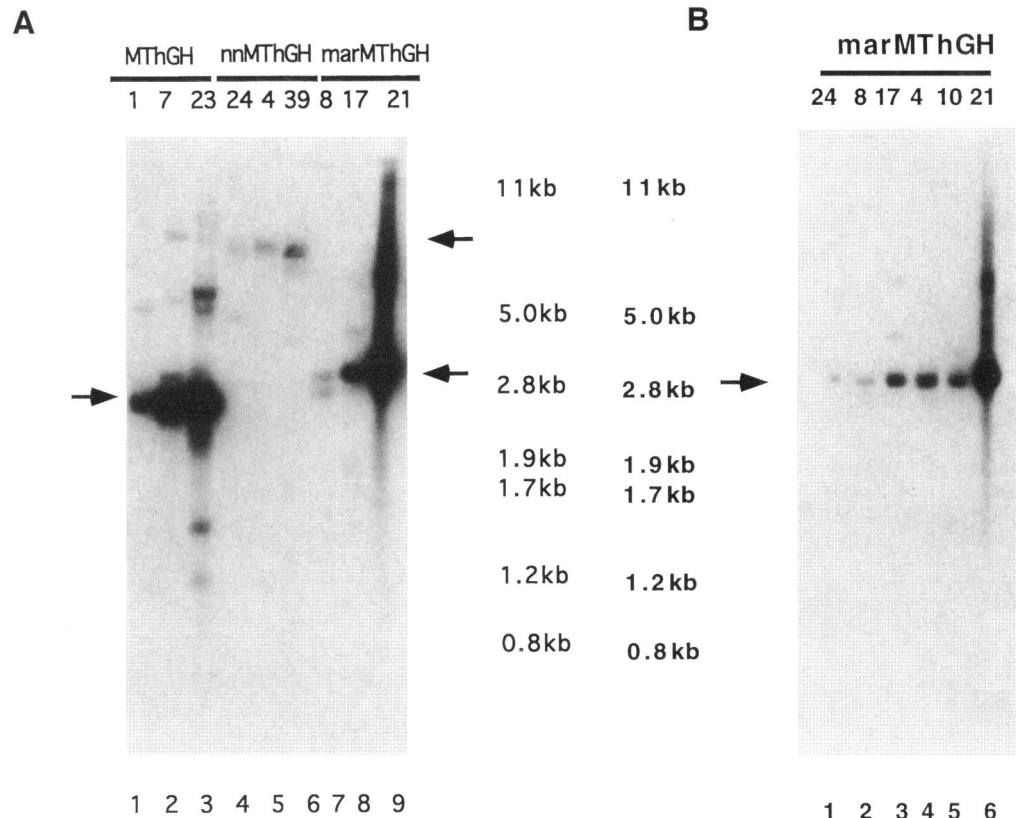 A
MThGH nnMThGH marMThGH
1 7 23 24 4 39 8 17 21
11kb
5.0kb
2.8kb
1.9kb
1.7kb
1.2kb
0.8kb
1 2 3 4 5 6 7 8 9
B
marMThGH
24 8 17 4 10 21
11kb
5.0kb
2.8kb
1.9kb
1.7kb
1.2kb
0.8kb
1 2 3 4 5 6